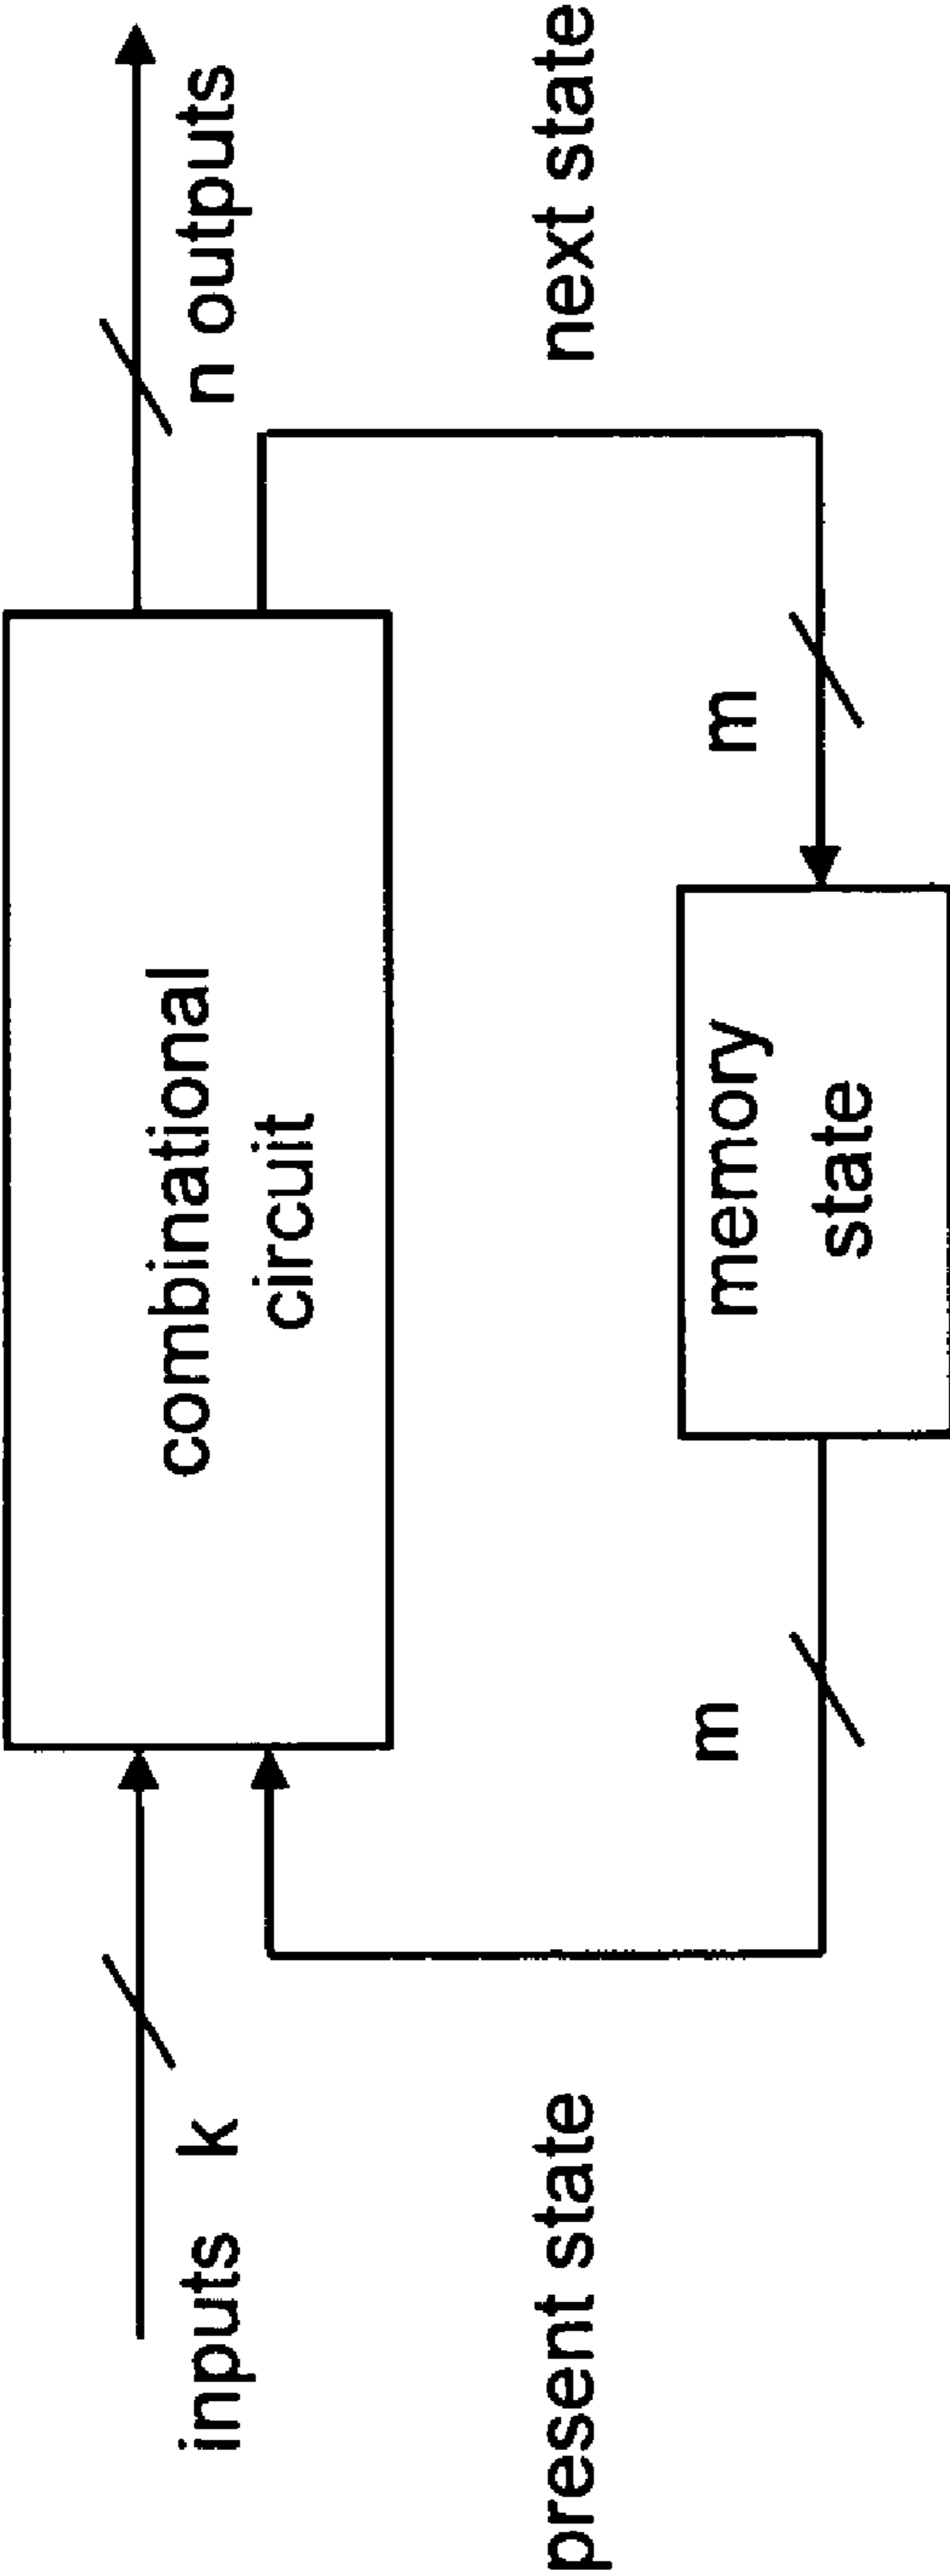 inputs k
combinational
circuit
n outputs
present state
next state
m
m
memory
state